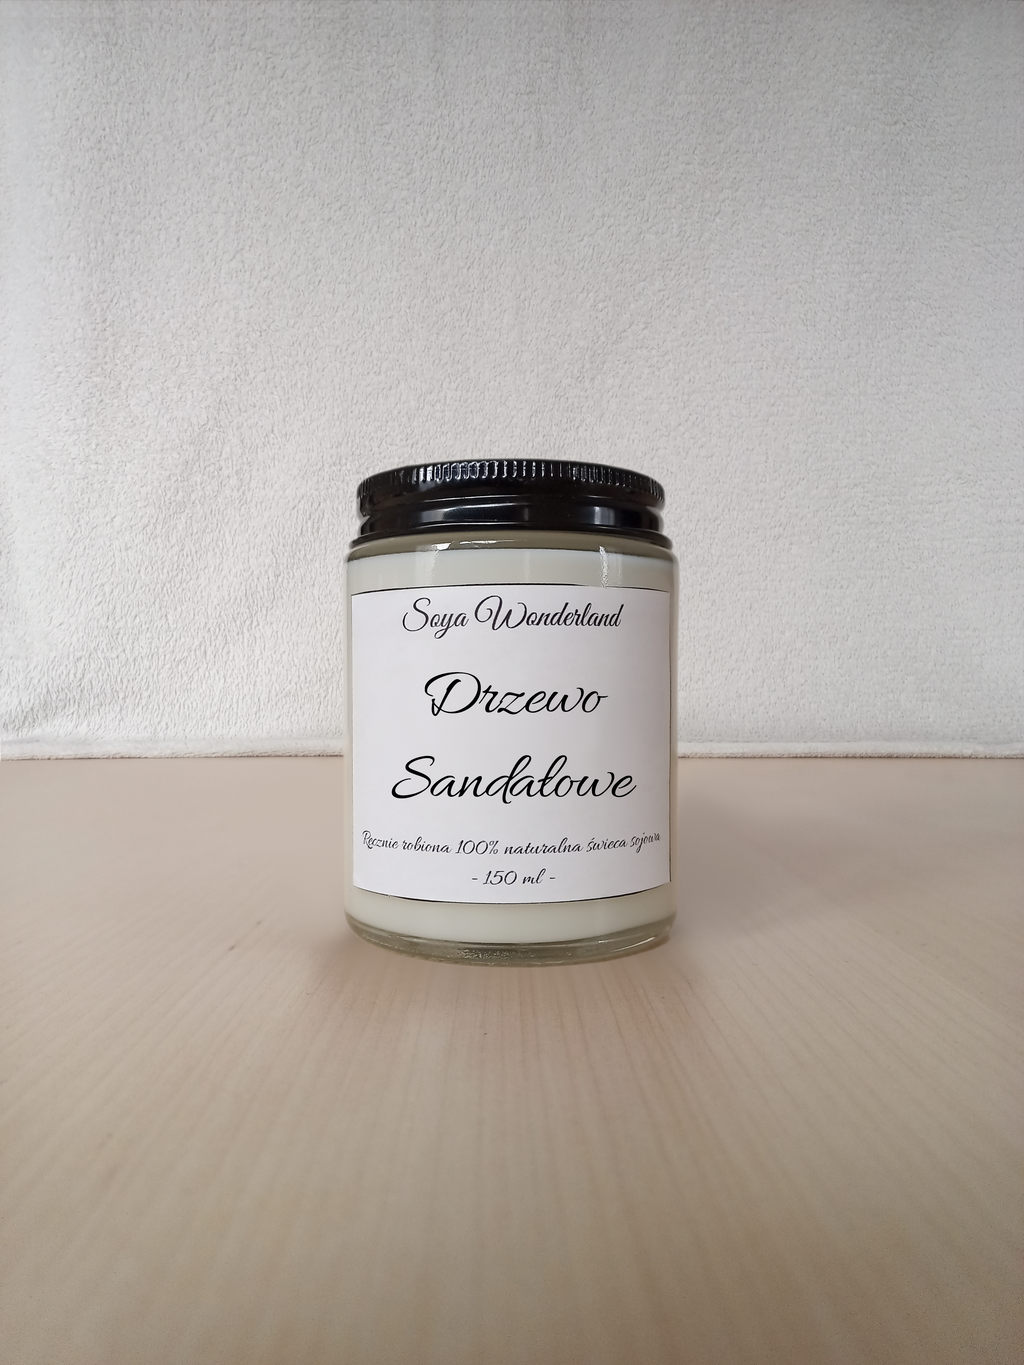 Soya Wonderland
Drzewo
Sandałowe
Ręcznie robiona 100% naturalna świeca sojowa
- 150 ml -